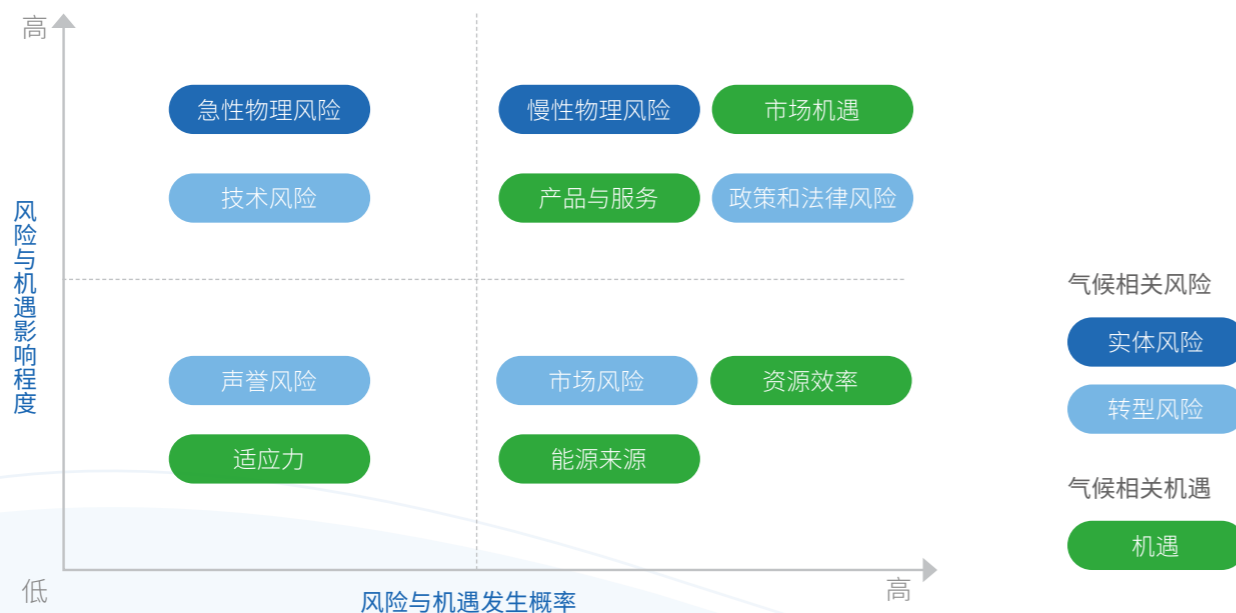 高
急性物理风险
慢性物理风险
市场机遇
技术风险
产品与服务
政策和法律风险
风险与机遇影响程度
声誉风险
市场风险
资源效率
适应力
能源来源
低
风险与机遇发生概率
高
气候相关风险
实体风险
转型风险
气候相关机遇
机遇